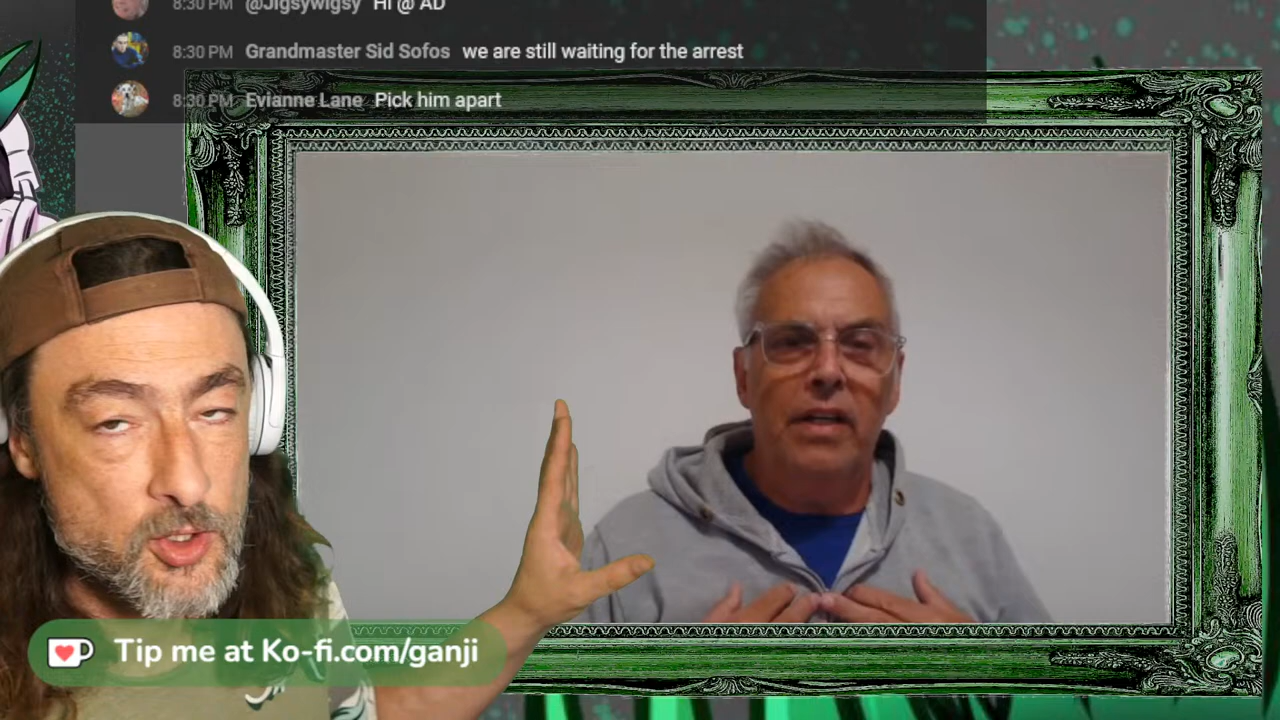 8:30 PM @Jigsywigsy Hi @ AD
8:30 PM Grandmaster Sid Sofos we are still waiting for the arrest
8:30 PM Evianne Lane Pick him apart
Tip me at Ko-fi.com/ganji